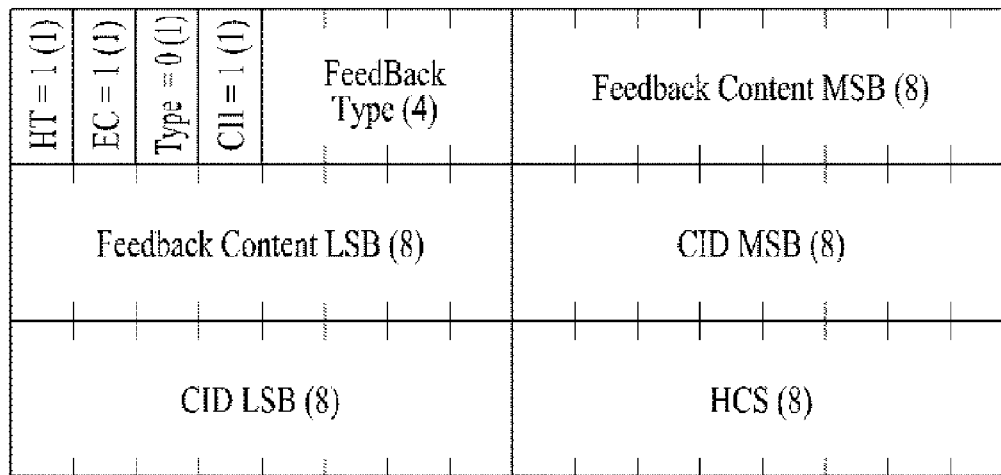 HT = 1 (1)
EC = 1 (1)
Type = 0 (1)
CII = 1 (1)
FeedBack
Type (4)
Feedback Content MSB (8)
Feedback Content LSB (8)
CID MSB (8)
CID LSB (8)
HCS (8)